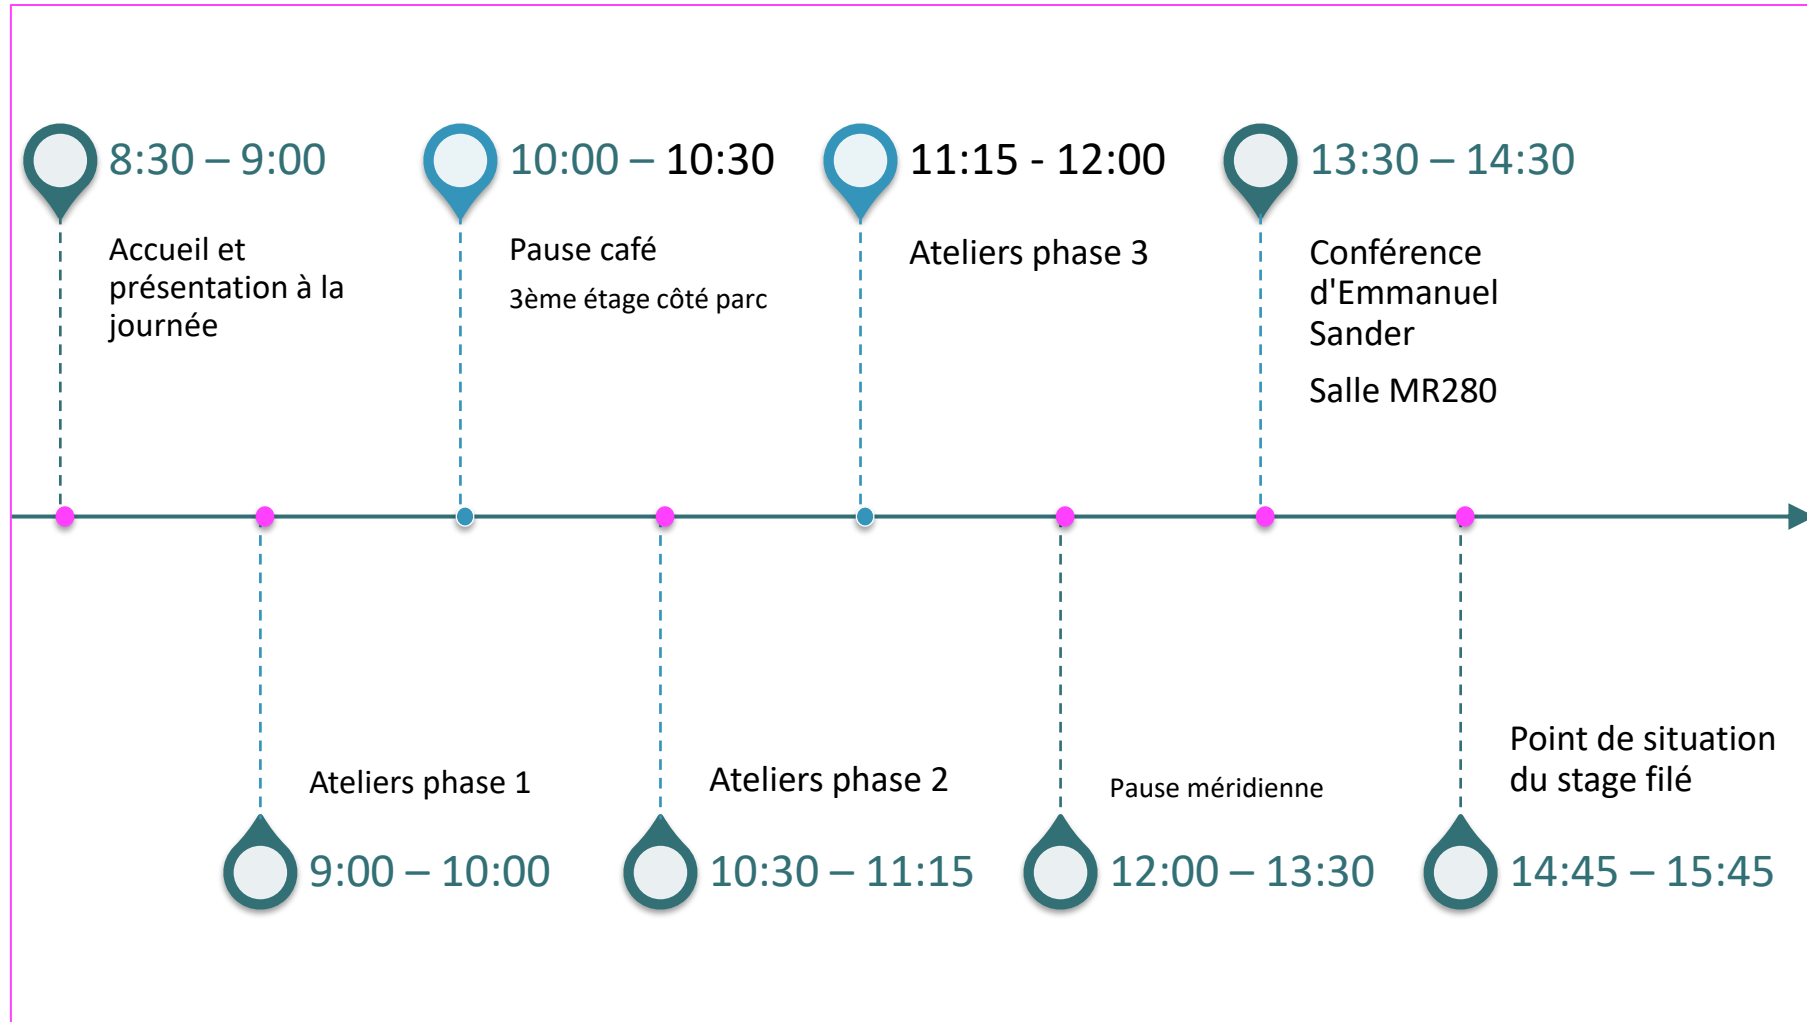 8:30 – 9:00
Accueil et
présentation à la
journée
9:00 – 10:00
Ateliers phase 1
10:00 – 10:30
Pause café
3ème étage côté parc
10:30 – 11:15
Ateliers phase 2
11:15 - 12:00
Ateliers phase 3
12:00 – 13:30
Pause méridienne
13:30 – 14:30
Conférence
d'Emmanuel
Sander
Salle MR280
14:45 – 15:45
Point de situation
du stage filé